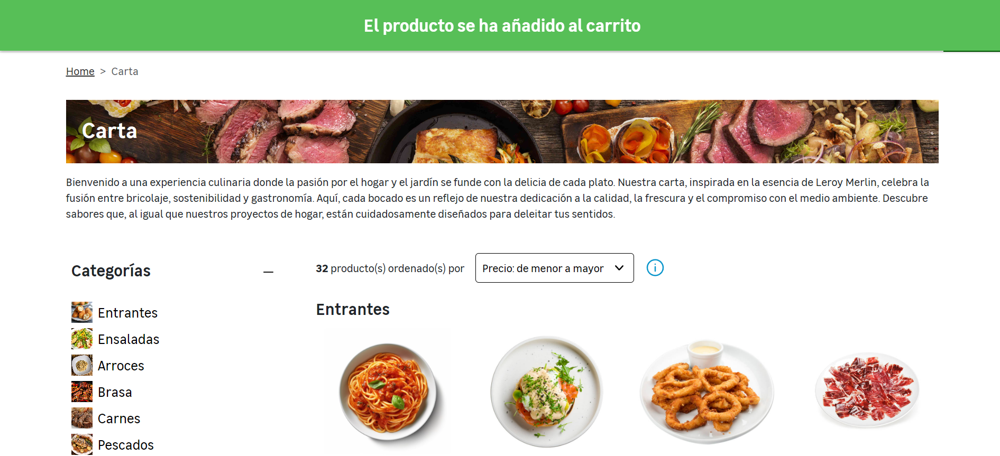 El producto se ha añadido al carrito
Home > Carta
Carta
Bienvenido a una experiencia culinaria donde la pasión por el hogar y el jardín se funde con la delicia de cada plato. Nuestra carta, inspirada en la esencia de Leroy Merlin, celebra la
fusión entre bricolaje, sostenibilidad y gastronomía. Aquí, cada bocado es un reflejo de nuestra dedicación a la calidad, la frescura y el compromiso con el medio ambiente. Descubre
sabores que, al igual que nuestros proyectos de hogar, están cuidadosamente diseñados para deleitar tus sentidos.
Categorías
Entrantes
Ensaladas
Arroces
Brasa
Carnes
Pescados
32 producto(s) ordenado(s) por
Precio: de menor a mayor
Entrantes